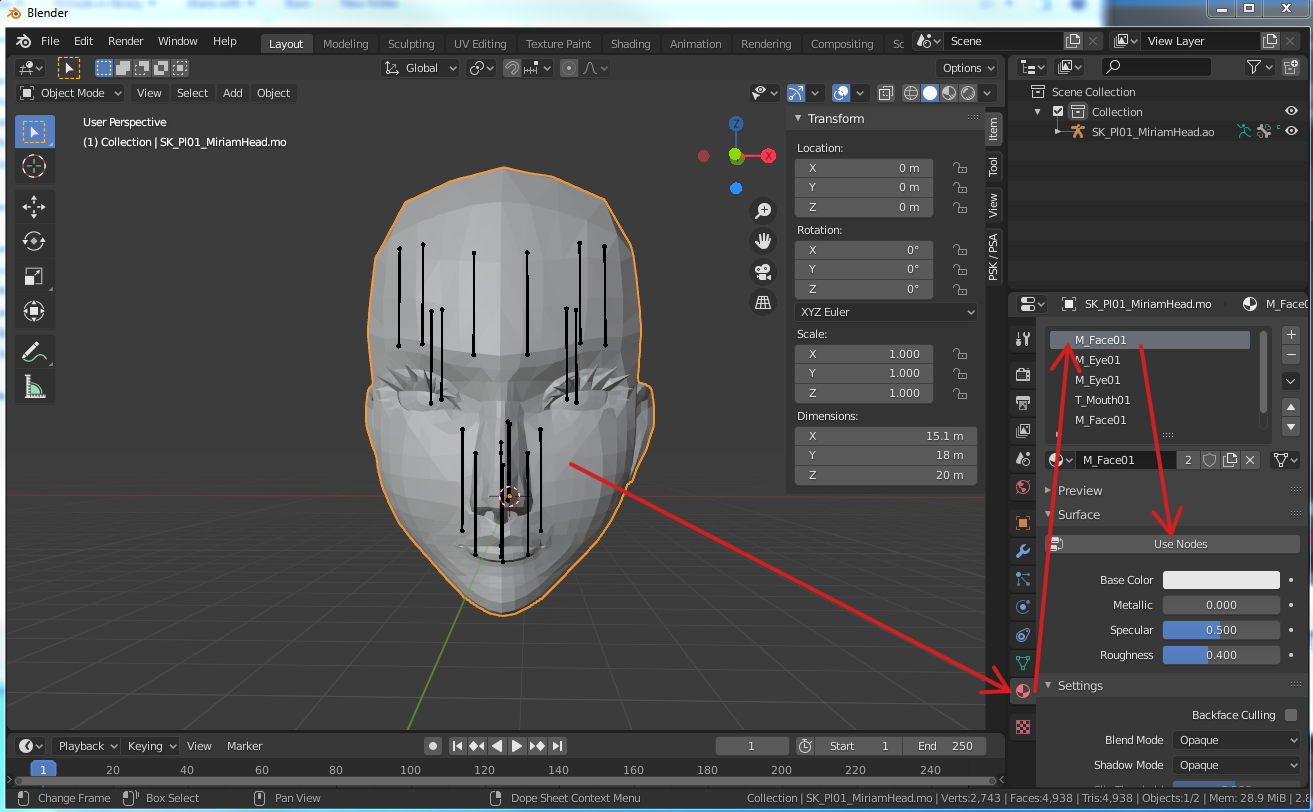 Blender
File Edit Render Window Help Layout Modeling Sculpting UV Editing Texture Paint Shading Animation Rendering Compositing Sc Scene View Layer
Global Options
Object Mode View Select Add Object
Scene Collection
Collection
SK_Pl01_MiriamHead.ao
User Perspective
(1) Collection | SK_Pl01_MiriamHead.mo
Z
X
Transform
Location:
X 0 m
Y 0 m
Z 0 m
Rotation:
X 0°
Y 0°
Z 0°
XYZ Euler
Scale:
X 1.000
Y 1.000
Z 1.000
Dimensions:
X 15.1 m
Y 18 m
Z 20 m
Item
Tool
View
PSK / PSA
SK_Pl01_MiriamHead.mo M_Face0
M_Face01
M_Eye01
M_Eye01
T_Mouth01
M_Face01
M_Face01 2
Preview
Surface
Use Nodes
Base Color
Metallic 0.000
Specular 0.500
Roughness 0.400
Settings
Backface Culling
Blend Mode Opaque
Shadow Mode Opaque
Playback Keying View Marker 1 Start 1 End 250
1 20 40 60 80 100 120 140 160 180 200 220 240
Change Frame Box Select Pan View Dope Sheet Context Menu Collection | SK_Pl01_MiriamHead.mo | Verts:2,743 | Faces:4,938 | Tris:4,938 | Objects:1/2 | Mem: 28.9 MiB | 2.8